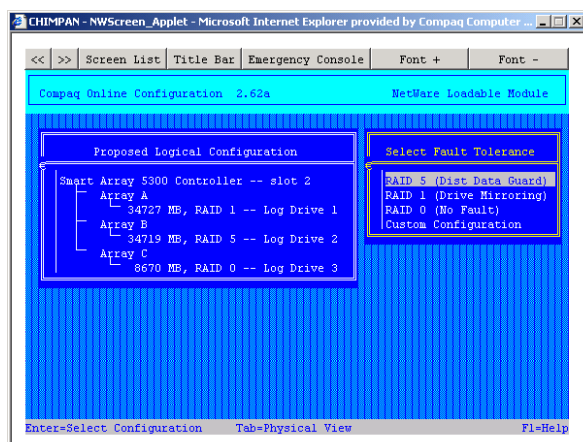 CHIMPAN - NWScreen_Applet - Microsoft Internet Explorer provided by Compaq Computer ...
<< >> Screen List Title Bar Emergency Console Font + Font -
Compaq Online Configuration 2.62a NetWare Loadable Module
Proposed Logical Configuration
Smart Array 5300 Controller -- slot 2
Array A
34727 MB, RAID 1 -- Log Drive 1
Array B
34719 MB, RAID 5 -- Log Drive 2
Array C
8670 MB, RAID 0 -- Log Drive 3
Select Fault Tolerance
RAID 5 (Dist Data Guard)
RAID 1 (Drive Mirroring)
RAID 0 (No Fault)
Custom Configuration
Enter=Select Configuration Tab=Physical View F1=Help